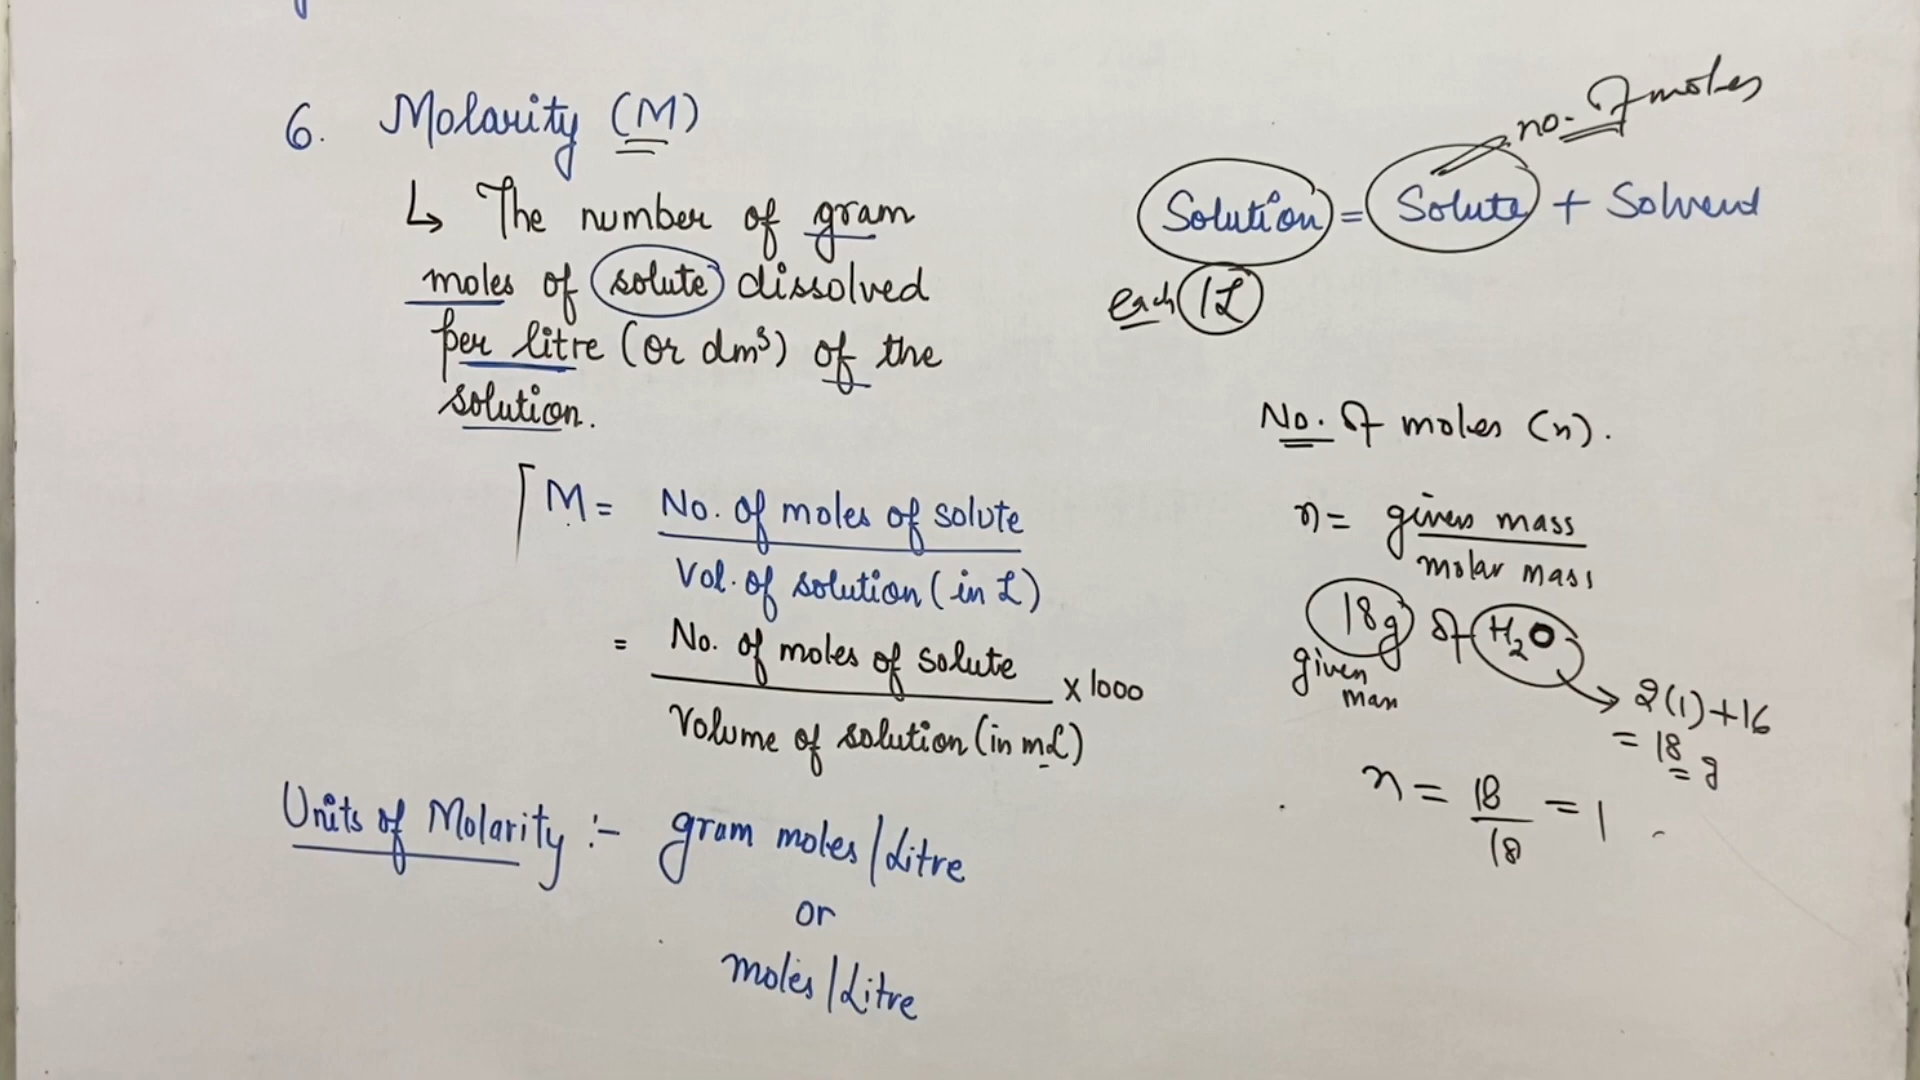 6. Molarity (M)
↳ The number of gram
moles of solute dissolved
per litre (or dm³) of the
solution.
M = No. of moles of solute
Vol. of solution (in L)
= No. of moles of solute × 1000
Volume of solution (in mL)
Units of Molarity :- gram moles/Litre
or
moles/Litre
no. of moles
Solution = Solute + Solvent
each 1L
No. of moles (n).
n = given mass
molar mass
18g of H₂O
given
mass
→ 2(1)+16
= 18 g
n = 18 = 1
18